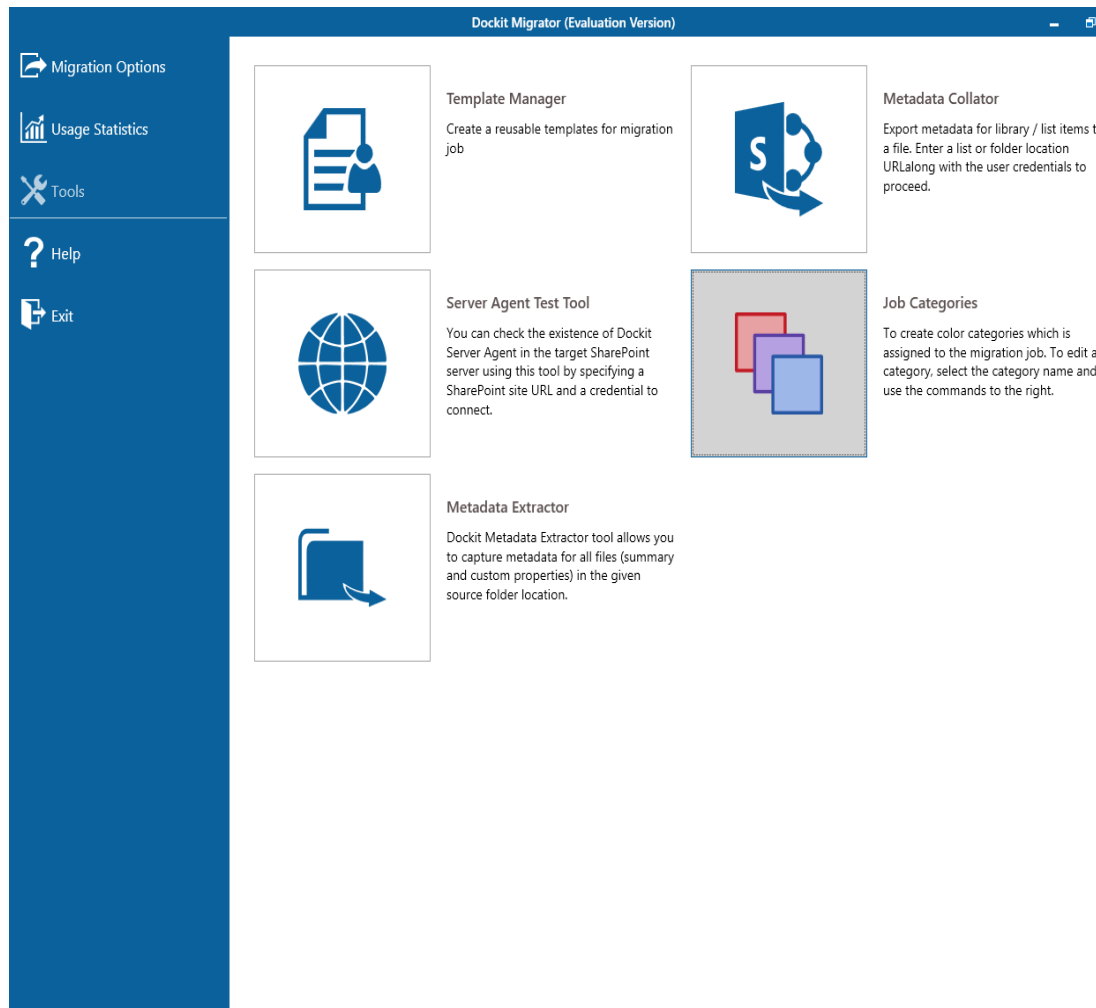 Dockit Migrator (Evaluation Version)
Migration Options
Usage Statistics
Tools
Help
Exit
Template Manager
Create a reusable templates for migration
job
Metadata Collator
Export metadata for library / list items t
a file. Enter a list or folder location
URLalong with the user credentials to
proceed.
Server Agent Test Tool
You can check the existence of Dockit
Server Agent in the target SharePoint
server using this tool by specifying a
SharePoint site URL and a credential to
connect.
Job Categories
To create color categories which is
assigned to the migration job. To edit a
category, select the category name and
use the commands to the right.
Metadata Extractor
Dockit Metadata Extractor tool allows you
to capture metadata for all files (summary
and custom properties) in the given
source folder location.
S